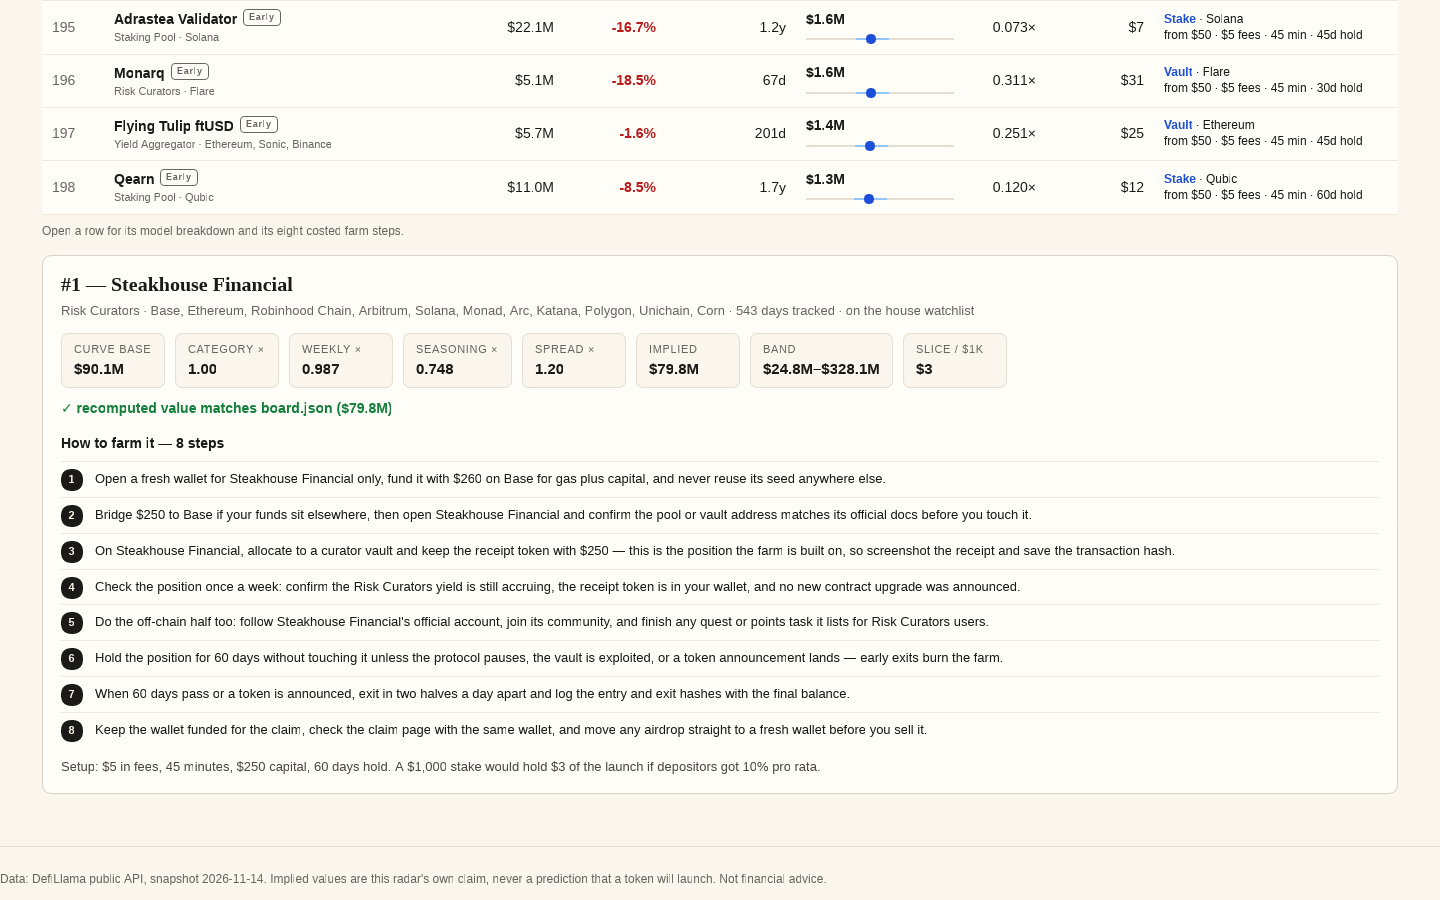 195
Adrastea Validator Early
Staking Pool · Solana
$22.1M
-16.7%
1.2y
$1.6M
0.073×
$7
Stake · Solana
from $50 · $5 fees · 45 min · 45d hold
196
Monarq Early
Risk Curators · Flare
$5.1M
-18.5%
67d
$1.6M
0.311×
$31
Vault · Flare
from $50 · $5 fees · 45 min · 30d hold
197
Flying Tulip ftUSD Early
Yield Aggregator · Ethereum, Sonic, Binance
$5.7M
-1.6%
201d
$1.4M
0.251×
$25
Vault · Ethereum
from $50 · $5 fees · 45 min · 45d hold
198
Qearn Early
Staking Pool · Qubic
$11.0M
-8.5%
1.7y
$1.3M
0.120×
$12
Stake · Qubic
from $50 · $5 fees · 45 min · 60d hold
Open a row for its model breakdown and its eight costed farm steps.
#1 — Steakhouse Financial
Risk Curators · Base, Ethereum, Robinhood Chain, Arbitrum, Solana, Monad, Arc, Katana, Polygon, Unichain, Corn · 543 days tracked · on the house watchlist
CURVE BASE
$90.1M
CATEGORY ×
1.00
WEEKLY ×
0.987
SEASONING ×
0.748
SPREAD ×
1.20
IMPLIED
$79.8M
BAND
$24.8M–$328.1M
SLICE / $1K
$3
✓ recomputed value matches board.json ($79.8M)
How to farm it — 8 steps
1 Open a fresh wallet for Steakhouse Financial only, fund it with $260 on Base for gas plus capital, and never reuse its seed anywhere else.
2 Bridge $250 to Base if your funds sit elsewhere, then open Steakhouse Financial and confirm the pool or vault address matches its official docs before you touch it.
3 On Steakhouse Financial, allocate to a curator vault and keep the receipt token with $250 — this is the position the farm is built on, so screenshot the receipt and save the transaction hash.
4 Check the position once a week: confirm the Risk Curators yield is still accruing, the receipt token is in your wallet, and no new contract upgrade was announced.
5 Do the off-chain half too: follow Steakhouse Financial's official account, join its community, and finish any quest or points task it lists for Risk Curators users.
6 Hold the position for 60 days without touching it unless the protocol pauses, the vault is exploited, or a token announcement lands — early exits burn the farm.
7 When 60 days pass or a token is announced, exit in two halves a day apart and log the entry and exit hashes with the final balance.
8 Keep the wallet funded for the claim, check the claim page with the same wallet, and move any airdrop straight to a fresh wallet before you sell it.
Setup: $5 in fees, 45 minutes, $250 capital, 60 days hold. A $1,000 stake would hold $3 of the launch if depositors got 10% pro rata.
Data: DefiLlama public API, snapshot 2026-11-14. Implied values are this radar's own claim, never a prediction that a token will launch. Not financial advice.